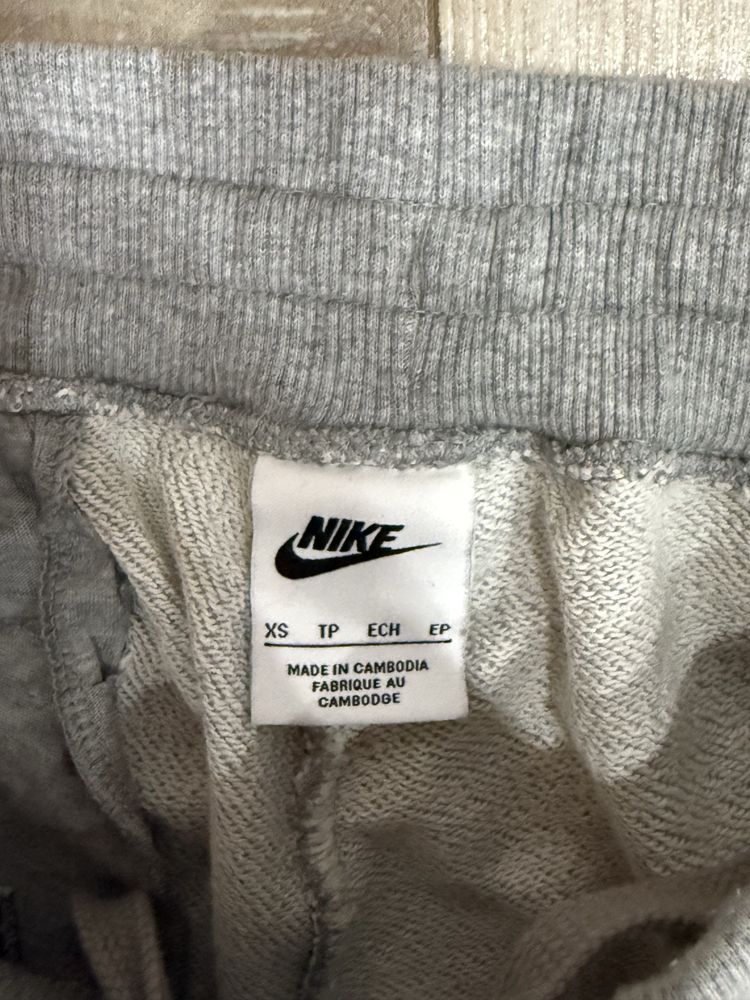 NIKE
XS TP ECH EP
MADE IN CAMBODIA
FABRIQUE AU
CAMBODGE